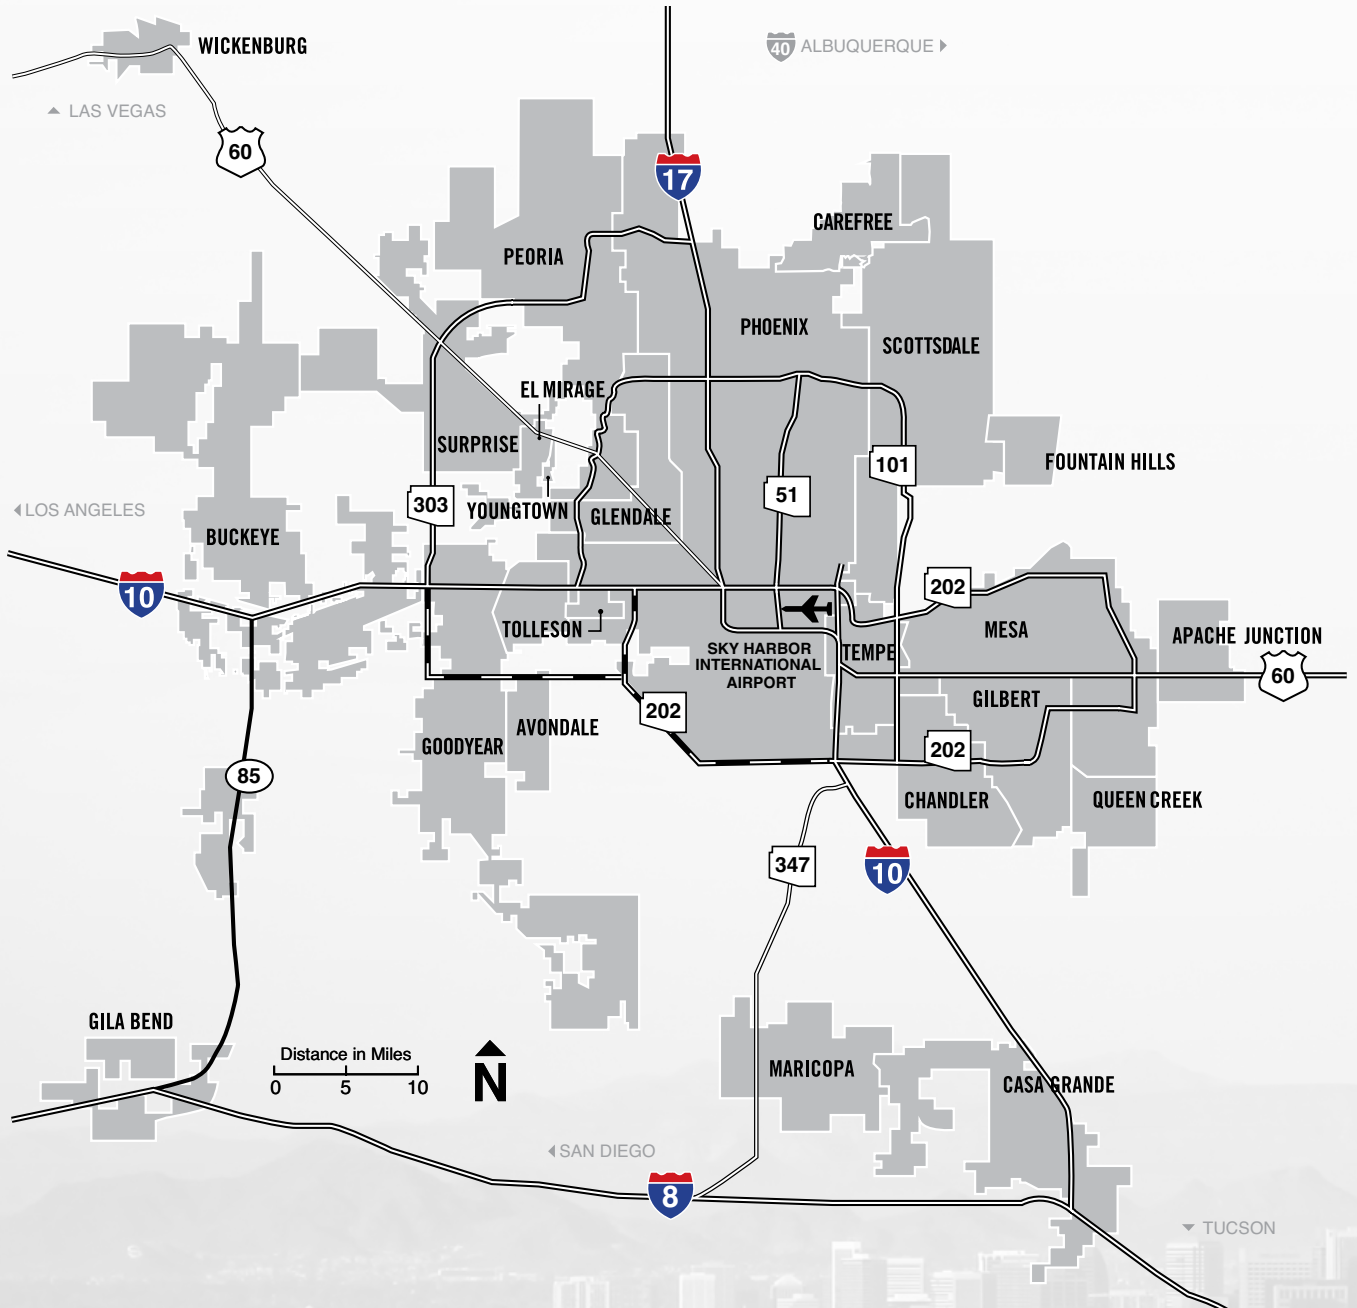 WICKENBURG
40 ALBUQUERQUE
LAS VEGAS
60
17
CAREFREE
PEORIA
PHOENIX
SCOTTSDALE
EL MIRAGE
SURPRISE
FOUNTAIN HILLS
101
51
303
YOUNGTOWN
GLENDALE
LOS ANGELES
BUCKEYE
10
202
TOLLESON
MESA
APACHE JUNCTION
SKY HARBOR
INTERNATIONAL
AIRPORT
TEMPE
60
GILBERT
202
AVONDALE
GOODYEAR
202
85
CHANDLER
QUEEN CREEK
347
10
GILA BEND
Distance in Miles
0 5 10
N
MARICOPA
CASA GRANDE
SAN DIEGO
8
TUCSON